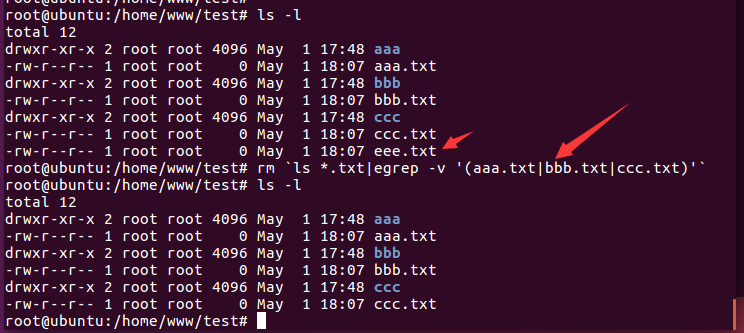 root@ubuntu:/home/www/test# ls -l
total 12
drwxr-xr-x 2 root root 4096 May  1 17:48 aaa
-rw-r--r-- 1 root root    0 May  1 18:07 aaa.txt
drwxr-xr-x 2 root root 4096 May  1 17:48 bbb
-rw-r--r-- 1 root root    0 May  1 18:07 bbb.txt
drwxr-xr-x 2 root root 4096 May  1 17:48 ccc
-rw-r--r-- 1 root root    0 May  1 18:07 ccc.txt
-rw-r--r-- 1 root root    0 May  1 18:07 eee.txt
root@ubuntu:/home/www/test# rm `ls *.txt|egrep -v '(aaa.txt|bbb.txt|ccc.txt)'`
root@ubuntu:/home/www/test# ls -l
total 12
drwxr-xr-x 2 root root 4096 May  1 17:48 aaa
-rw-r--r-- 1 root root    0 May  1 18:07 aaa.txt
drwxr-xr-x 2 root root 4096 May  1 17:48 bbb
-rw-r--r-- 1 root root    0 May  1 18:07 bbb.txt
drwxr-xr-x 2 root root 4096 May  1 17:48 ccc
-rw-r--r-- 1 root root    0 May  1 18:07 ccc.txt
root@ubuntu:/home/www/test#